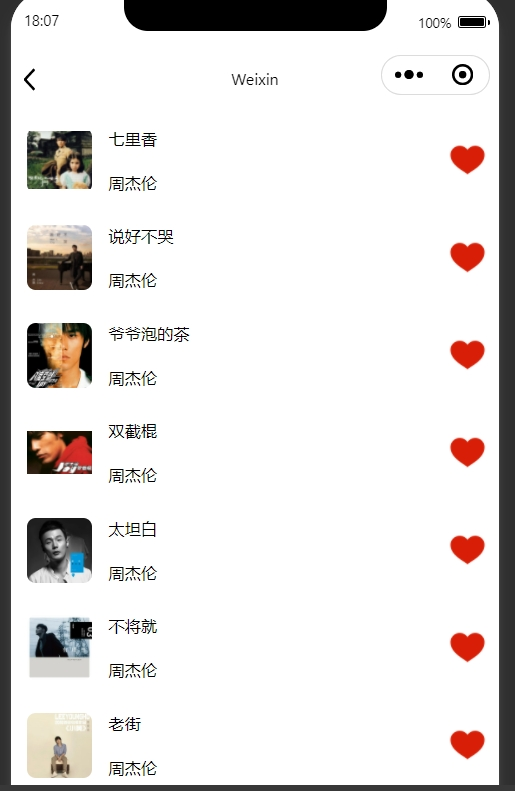 18:07
100%
Weixin
七里香
周杰伦
说好不哭
周杰伦
爷爷泡的茶
周杰伦
双截棍
周杰伦
太坦白
周杰伦
不将就
周杰伦
老街
周杰伦